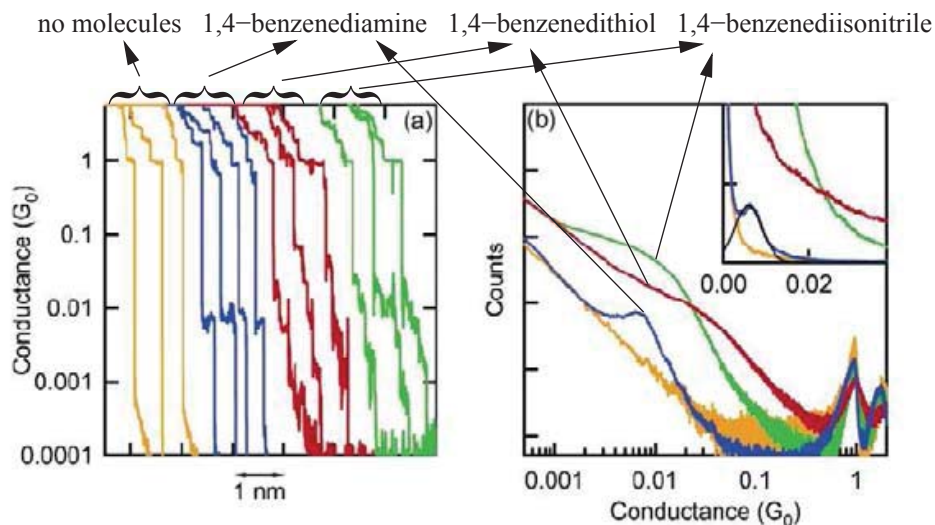 no molecules 1,4−benzenediamine 1,4−benzenedithiol 1,4−benzenediisonitrile
(a)
Conductance (G₀)
1
0.1
0.01
0.001
0.0001
1 nm
(b)
Counts
0.00 0.02
0.001 0.01 0.1 1
Conductance (G₀)